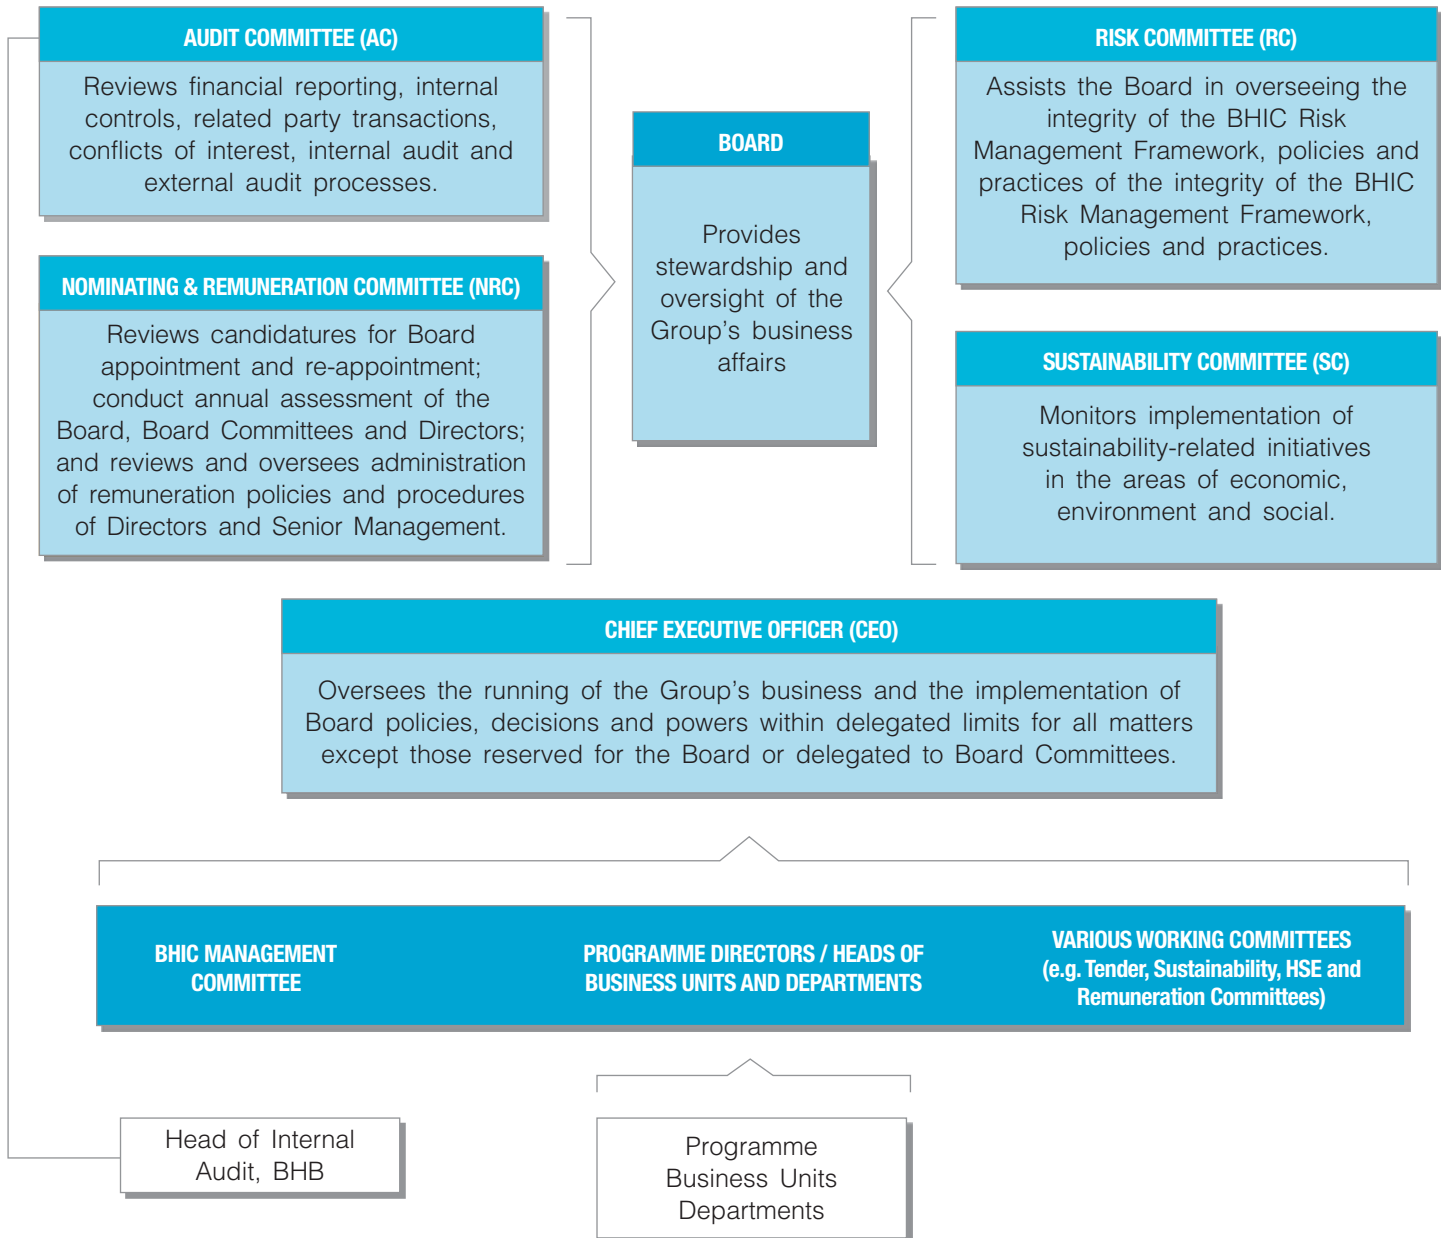 AUDIT COMMITTEE (AC)
Reviews financial reporting, internal
controls, related party transactions,
conflicts of interest, internal audit and
external audit processes.
NOMINATING & REMUNERATION COMMITTEE (NRC)
Reviews candidatures for Board
appointment and re-appointment;
conduct annual assessment of the
Board, Board Committees and Directors;
and reviews and oversees administration
of remuneration policies and procedures
of Directors and Senior Management.
BOARD
Provides
stewardship and
oversight of the
Group's business
affairs
RISK COMMITTEE (RC)
Assists the Board in overseeing the
integrity of the BHIC Risk
Management Framework, policies and
practices of the integrity of the BHIC
Risk Management Framework,
policies and practices.
SUSTAINABILITY COMMITTEE (SC)
Monitors implementation of
sustainability-related initiatives
in the areas of economic,
environment and social.
CHIEF EXECUTIVE OFFICER (CEO)
Oversees the running of the Group's business and the implementation of
Board policies, decisions and powers within delegated limits for all matters
except those reserved for the Board or delegated to Board Committees.
BHIC MANAGEMENT
COMMITTEE
PROGRAMME DIRECTORS / HEADS OF
BUSINESS UNITS AND DEPARTMENTS
VARIOUS WORKING COMMITTEES
(e.g. Tender, Sustainability, HSE and
Remuneration Committees)
Head of Internal
Audit, BHB
Programme
Business Units
Departments